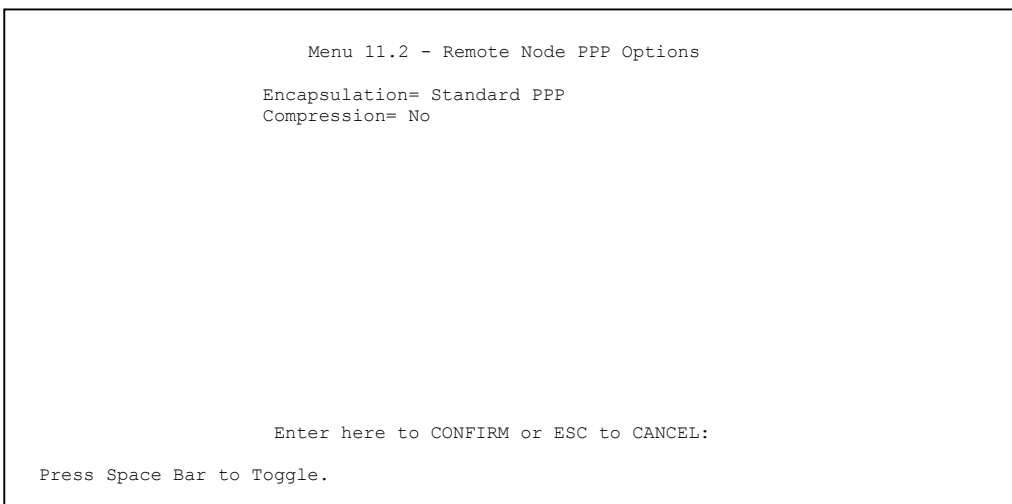 Menu 11.2 - Remote Node PPP Options
Encapsulation= Standard PPP
Compression= No
Enter here to CONFIRM or ESC to CANCEL:
Press Space Bar to Toggle.